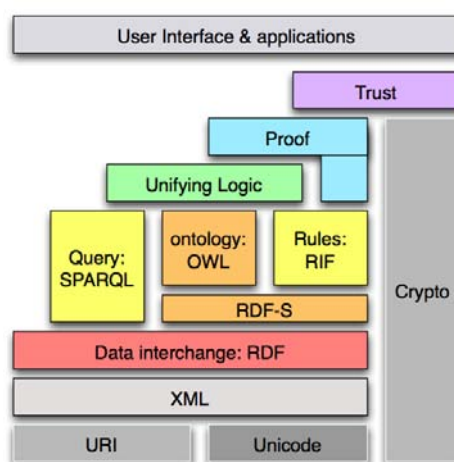 User Interface & applications
Trust
Proof
Unifying Logic
Query:
SPARQL
ontology:
OWL
Rules:
RIF
Crypto
RDF-S
Data interchange: RDF
XML
URI
Unicode